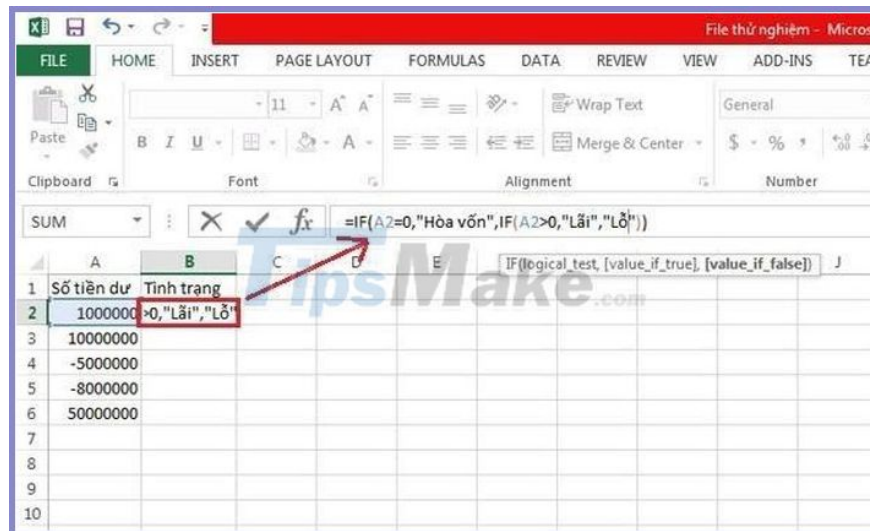 File thử nghiệm - Micros
FILE HOME INSERT PAGE LAYOUT FORMULAS DATA REVIEW VIEW ADD-INS TEA
Paste 11 A A Wrap Text General
B I U A Merge & Center $ % ,
Clipboard Font Alignment Number
SUM fx =IF(A2=0,"Hòa vốn",IF(A2>0,"Lãi","Lỗ"))
IF(logical_test, [value_if_true], [value_if_false])
A B C D E J
1 Số tiền dư Tình trạng
2 1000000 >0,"Lãi","Lỗ"
3 10000000
4 -5000000
5 -8000000
6 50000000
7
8
9
10
TipsMake.com